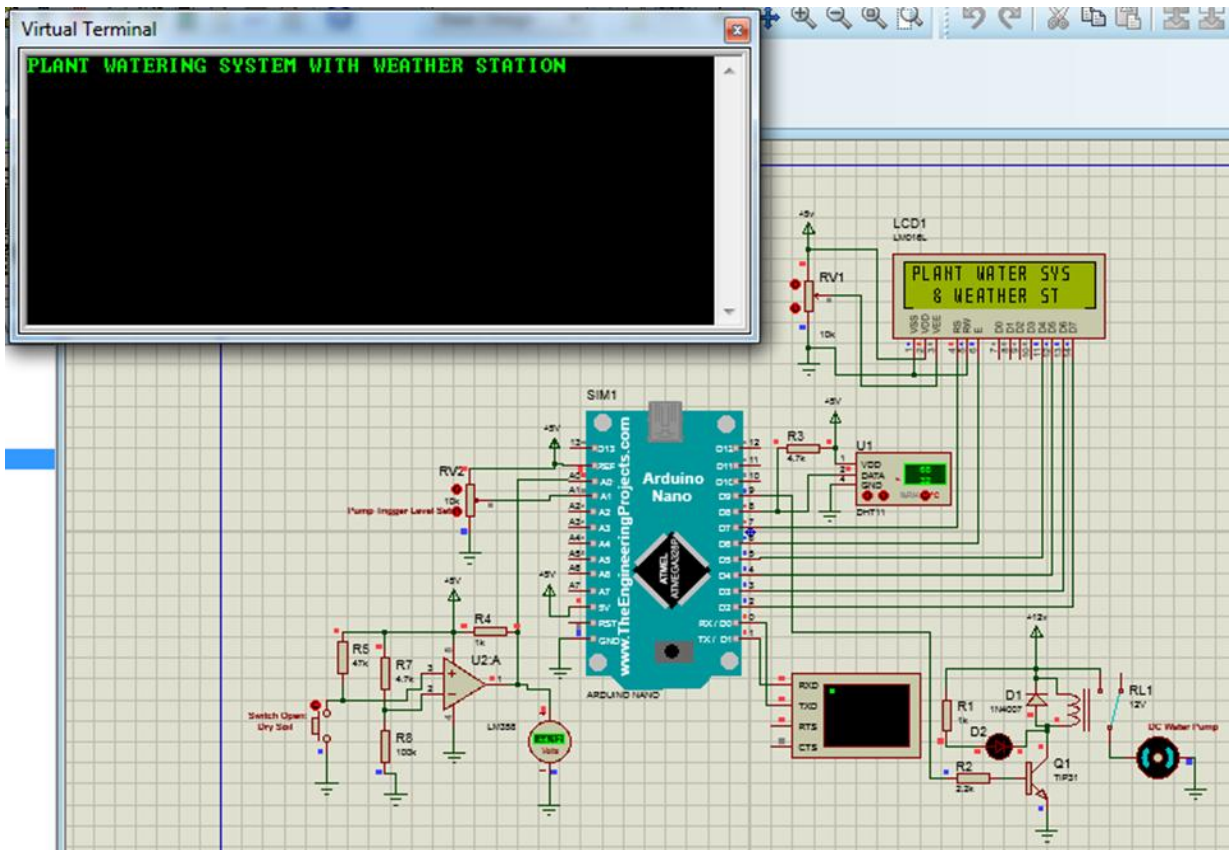 Virtual Terminal
PLANT WATERING SYSTEM WITH WEATHER STATION
+5v
LCD1
LM016L
PLANT WATER SYS
& WEATHER ST
RV1
10k
VSS
VDD
VEE
RS
RW
E
D0
D1
D2
D3
D4
D5
D6
D7
SIM1
+5V
RV2
10k
Arduino
Nano
ATMEL
ATMEGA328P
www.TheEngineeringProjects.com
ARDUINO NANO
D13
REF
A0
A1
A2
A3
A4
A5
A6
A7
5V
RST
GND
D12
D11
D10
D9
D8
D7
D6
D5
D4
D3
D2
RX / D0
TX / D1
R3
4.7k
+5V
U1
VDD
DATA
GND
DHT11
+5V
+5V
R4
1k
R5
47k
R7
4.7k
R8
100k
U2:A
LM358
Switch Open:
Dry Soil
Volts
RXD
TXD
RTS
CTS
+12v
R1
1k
D1
1N4007
D2
R2
2.2k
Q1
TIP31
RL1
12V
DC Water Pump